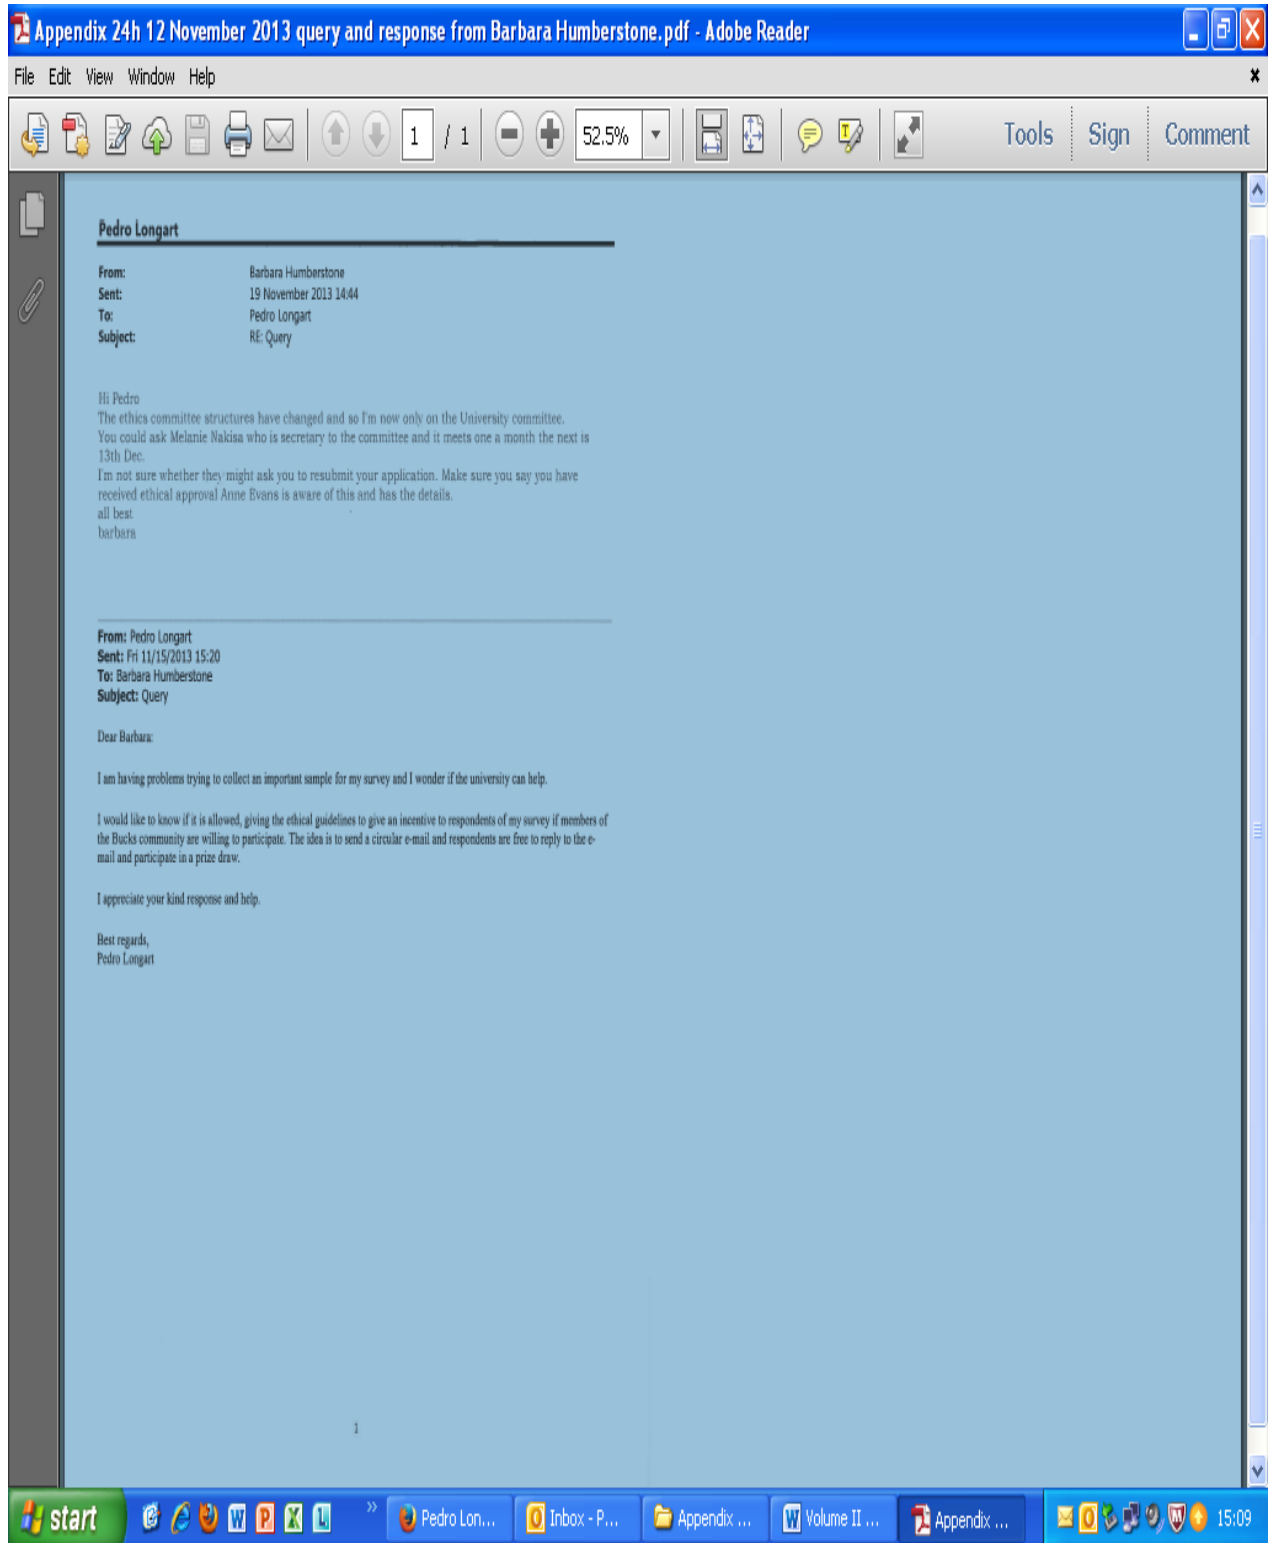 Appendix 24h 12 November 2013 query and response from Barbara Humberstone.pdf - Adobe Reader
File Edit View Window Help
1 / 1 52.5% Tools Sign Comment
Pedro Longart
From: Barbara Humberstone
Sent: 19 November 2013 14:44
To: Pedro Longart
Subject: RE: Query
Hi Pedro
The ethics committee structures have changed and so I'm now only on the University committee.
You could ask Melanie Nakisa who is secretary to the committee and it meets one a month the next is
13th Dec.
I'm not sure whether they might ask you to resubmit your application. Make sure you say you have
received ethical approval Anne Evans is aware of this and has the details.
all best
barbara
From: Pedro Longart
Sent: Fri 11/15/2013 15:20
To: Barbara Humberstone
Subject: Query
Dear Barbara:
I am having problems trying to collect an important sample for my survey and I wonder if the university can help.
I would like to know if it is allowed, giving the ethical guidelines to give an incentive to respondents of my survey if members of
the Bucks community are willing to participate. The idea is to send a circular e-mail and respondents are free to reply to the e-
mail and participate in a prize draw.
I appreciate your kind response and help.
Best regards,
Pedro Longart
1
start Pedro Lon... Inbox - P... Appendix ... Volume II ... Appendix ... 15:09